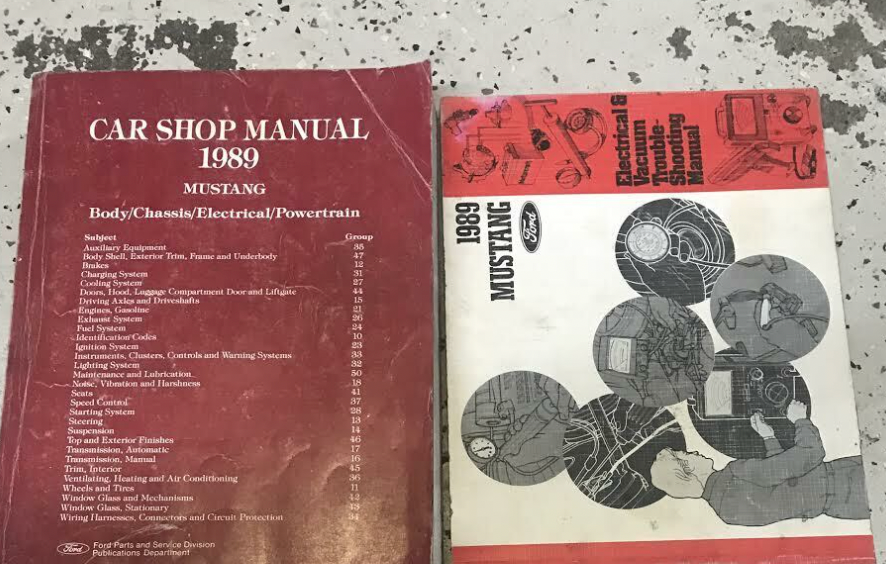 CAR SHOP MANUAL
1989
MUSTANG
Body/Chassis/Electrical/Powertrain
Subject Group
Auxiliary Equipment 35
Body Shell, Exterior Trim, Frame and Underbody 47
Brakes 12
Charging System 31
Cooling System 27
Doors, Hood, Luggage Compartment Door and Liftgate 44
Driving Axles and Driveshafts 15
Engines, Gasoline 21
Exhaust System 26
Fuel System 24
Identification Codes 10
Ignition System 23
Instruments, Clusters, Controls and Warning Systems 33
Lighting System 32
Maintenance and Lubrication 50
Noise, Vibration and Harshness 18
Seats 41
Speed Control 37
Starting System 28
Steering 13
Suspension 14
Top and Exterior Finishes 46
Transmission, Automatic 17
Transmission, Manual 16
Trim, Interior 45
Ventilating, Heating and Air Conditioning 36
Wheels and Tires 11
Window Glass and Mechanisms 42
Window Glass, Stationary 43
Wiring Harnesses, Connectors and Circuit Protection 34
Ford
Ford Parts and Service Division
Publications Department
Electrical &
Vacuum
Trouble-
Shooting
Manual
1989
MUSTANG
Ford